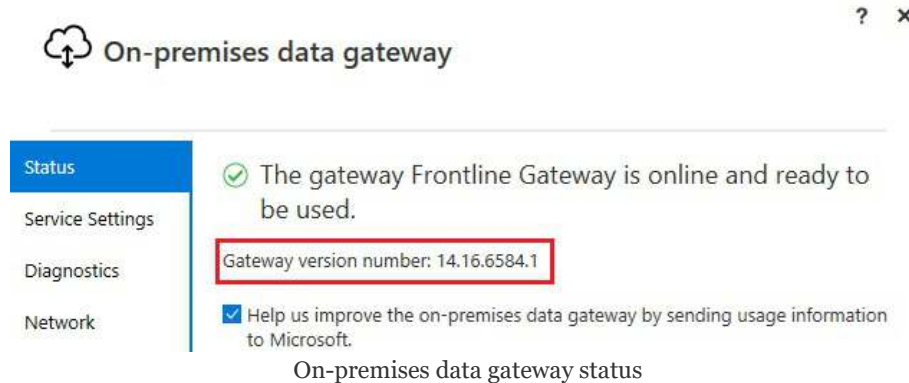 ? ×
On-premises data gateway
Status
The gateway Frontline Gateway is online and ready to
be used.
Service Settings
Gateway version number: 14.16.6584.1
Diagnostics
Network
Help us improve the on-premises data gateway by sending usage information
to Microsoft.
On-premises data gateway status